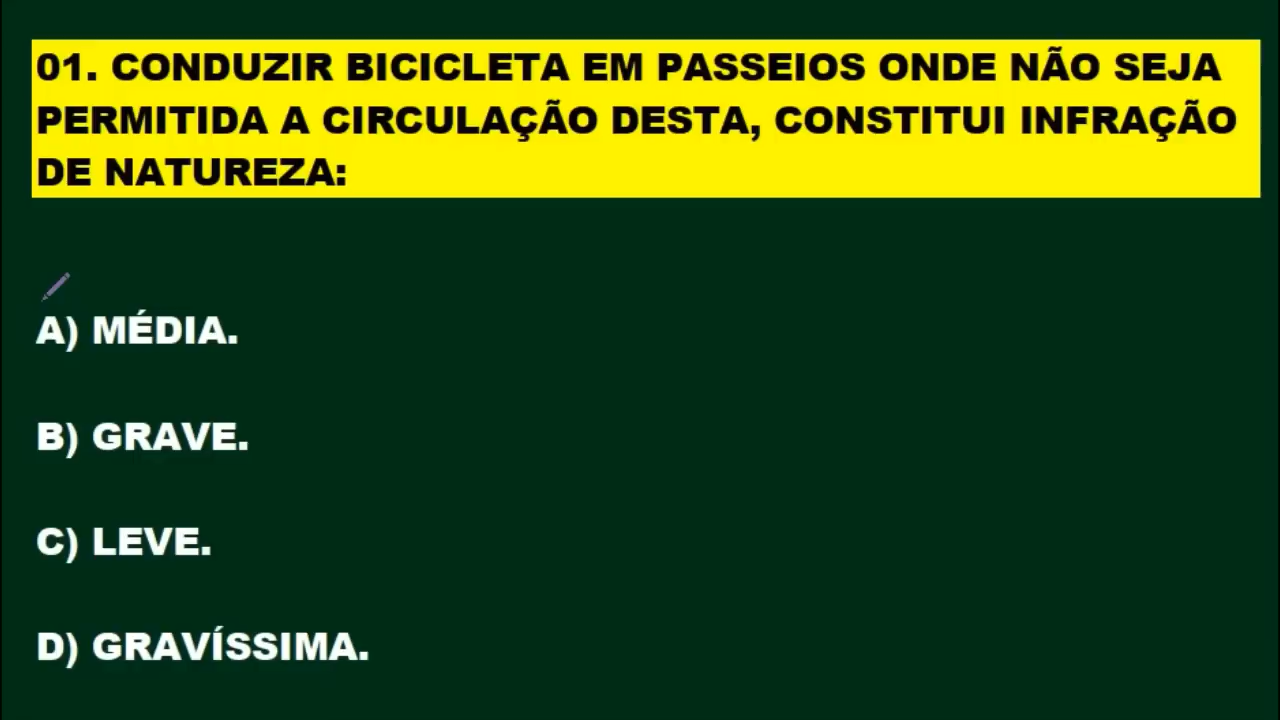 01. CONDUZIR BICICLETA EM PASSEIOS ONDE NÃO SEJA
PERMITIDA A CIRCULAÇÃO DESTA, CONSTITUI INFRAÇÃO
DE NATUREZA:
A) MÉDIA.
B) GRAVE.
C) LEVE.
D) GRAVÍSSIMA.